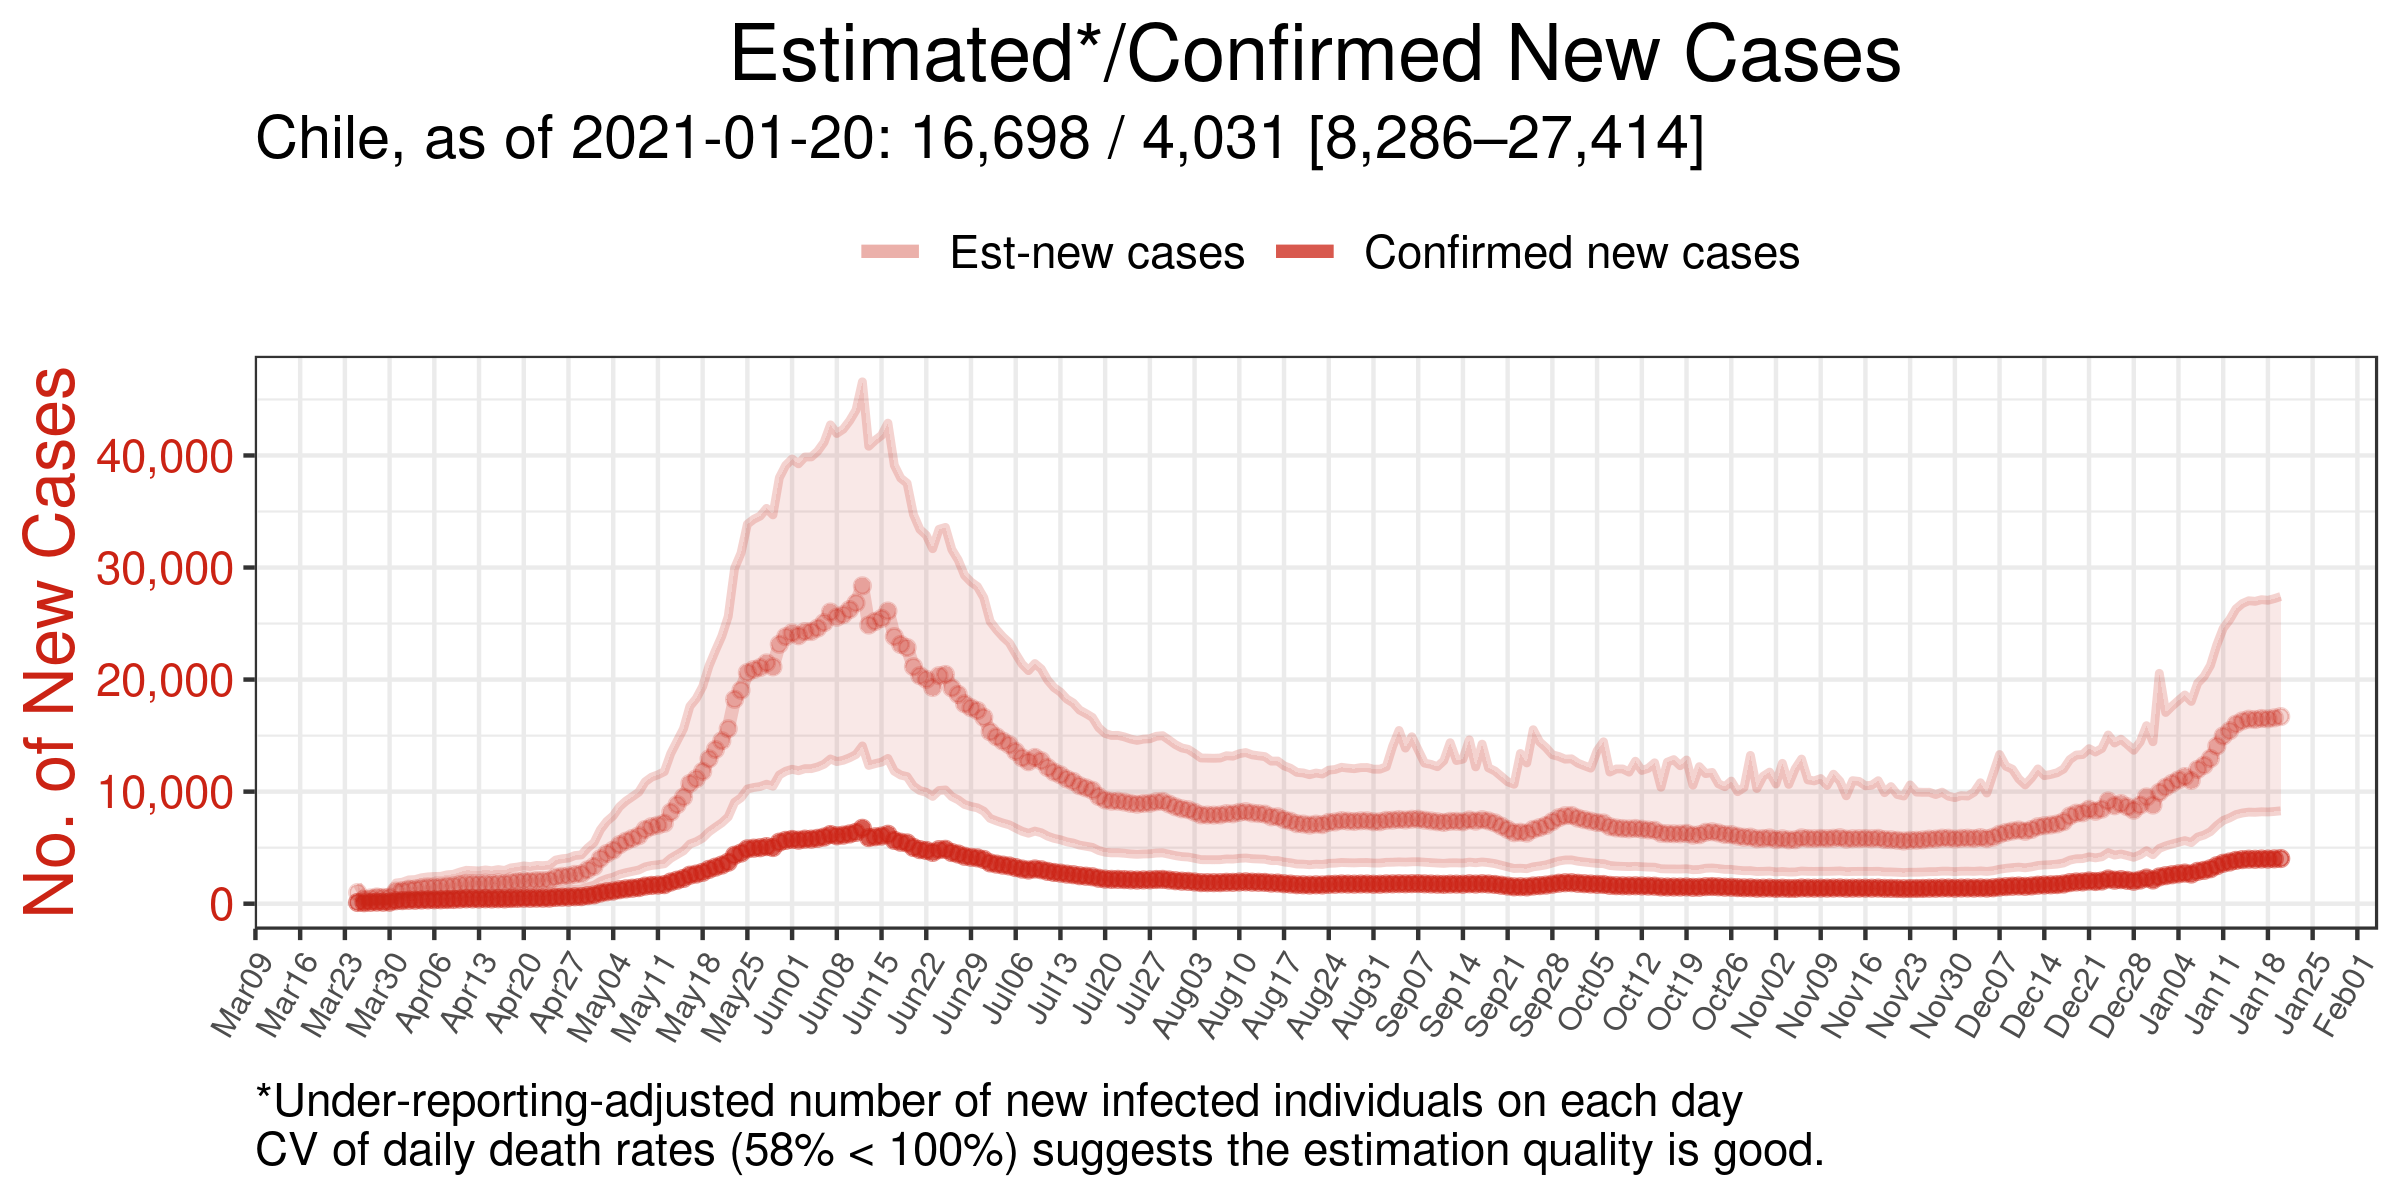 Estimated*/Confirmed New Cases
Chile, as of 2021-01-20: 16,698 / 4,031 [8,286–27,414]
Est-new cases
Confirmed new cases
No. of New Cases
40,000
30,000
20,000
10,000
0
Mar09
Mar16
Mar23
Mar30
Apr06
Apr13
Apr20
Apr27
May04
May11
May18
May25
Jun01
Jun08
Jun15
Jun22
Jun29
Jul06
Jul13
Jul20
Jul27
Aug03
Aug10
Aug17
Aug24
Aug31
Sep07
Sep14
Sep21
Sep28
Oct05
Oct12
Oct19
Oct26
Nov02
Nov09
Nov16
Nov23
Nov30
Dec07
Dec14
Dec21
Dec28
Jan04
Jan11
Jan18
Jan25
Feb01
*Under-reporting-adjusted number of new infected individuals on each day
CV of daily death rates (58% < 100%) suggests the estimation quality is good.